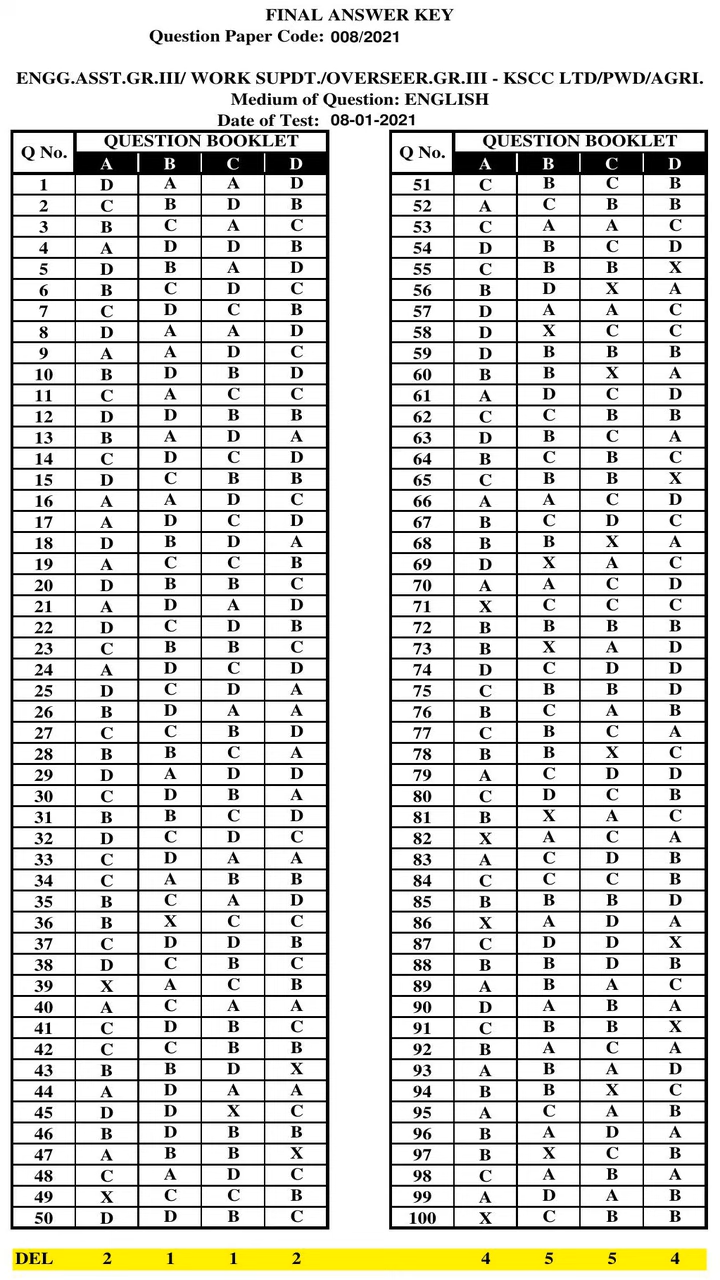 FINAL ANSWER KEY
Question Paper Code: 008/2021
ENGG.ASST.GR.III/ WORK SUPDT./OVERSEER.GR.III - KSCC LTD/PWD/AGRI.
Medium of Question: ENGLISH
Date of Test: 08-01-2021
Q No. QUESTION BOOKLET Q No. QUESTION BOOKLET
A B C D A B C D
1 D A A D 51 C B C B
2 C B D B 52 A C B B
3 B C A C 53 C A A C
4 A D D B 54 D B C D
5 D B A D 55 C B B X
6 B C D C 56 B D X A
7 C D C B 57 D A A C
8 D A A D 58 D X C C
9 A A D C 59 D B B B
10 B D B D 60 B B X A
11 C A C C 61 A D C D
12 D D B B 62 C C B B
13 B A D A 63 D B C A
14 C D C D 64 B C B C
15 D C B B 65 C B B X
16 A A D C 66 A A C D
17 A D C D 67 B C D C
18 D B D A 68 B B X A
19 A C C B 69 D X A C
20 D B B C 70 A A C D
21 A D A D 71 X C C C
22 D C D B 72 B B B B
23 C B B C 73 B X A D
24 A D C D 74 D C D D
25 D C D A 75 C B B D
26 B D A A 76 B C A B
27 C C B D 77 C B C A
28 B B C A 78 B B X C
29 D A D D 79 A C D D
30 C D B A 80 C D C B
31 B B C D 81 B X A C
32 D C D C 82 X A C A
33 C D A A 83 A C D B
34 C A B B 84 C C C B
35 B C A D 85 B B B D
36 B X C C 86 X A D A
37 C D D B 87 C D D X
38 D C B C 88 B B D B
39 X A C B 89 A B A C
40 A C A A 90 D A B A
41 C D B C 91 C B B X
42 C C B B 92 B A C A
43 B B D X 93 A B A D
44 A D A A 94 B B X C
45 D D X C 95 A C A B
46 B D B B 96 B A D A
47 A B B X 97 B X C B
48 C A D C 98 C A B A
49 X C C B 99 A D A B
50 D D B C 100 X C B B
DEL 2 1 1 2 4 5 5 4